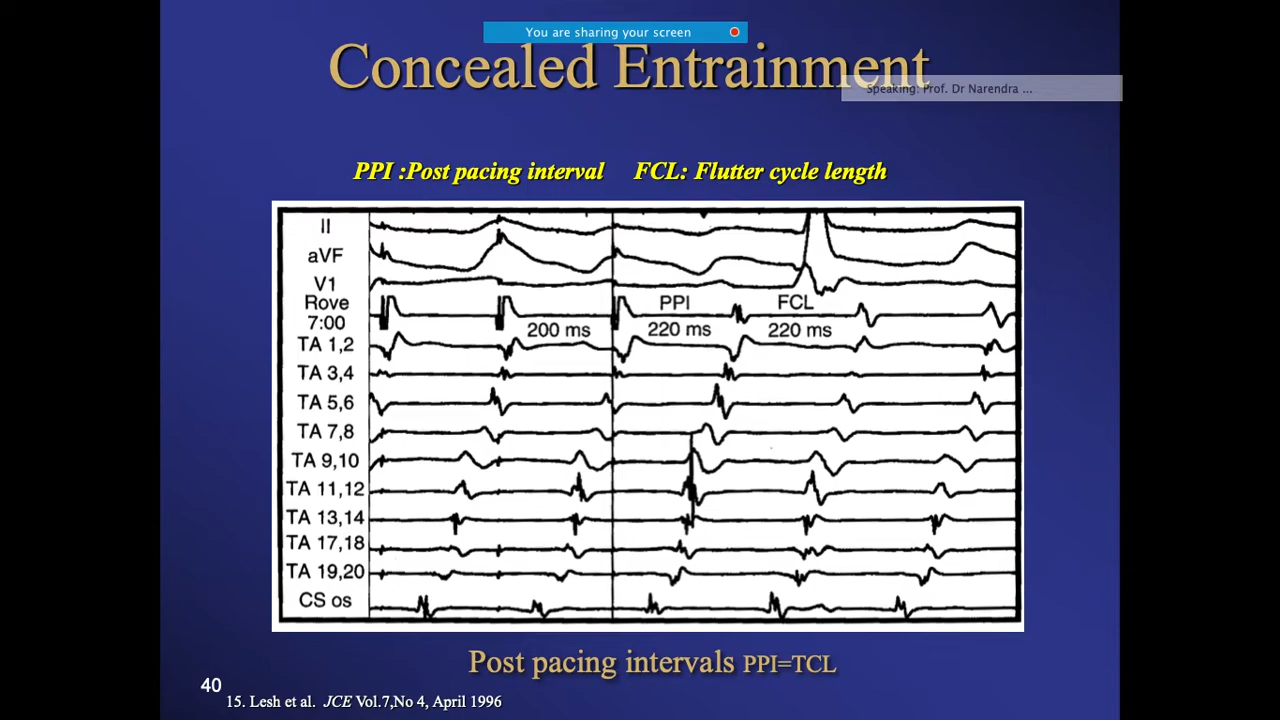 You are sharing your screen
Concealed Entrainment
Speaking: Prof. Dr Narendra ...
PPI :Post pacing interval FCL: Flutter cycle length
II
aVF
V1
Rove PPI FCL
7:00 200 ms 220 ms 220 ms
TA 1,2
TA 3,4
TA 5,6
TA 7,8
TA 9,10
TA 11,12
TA 13,14
TA 17,18
TA 19,20
CS os
Post pacing intervals PPI=TCL
40
15. Lesh et al. JCE Vol.7,No 4, April 1996